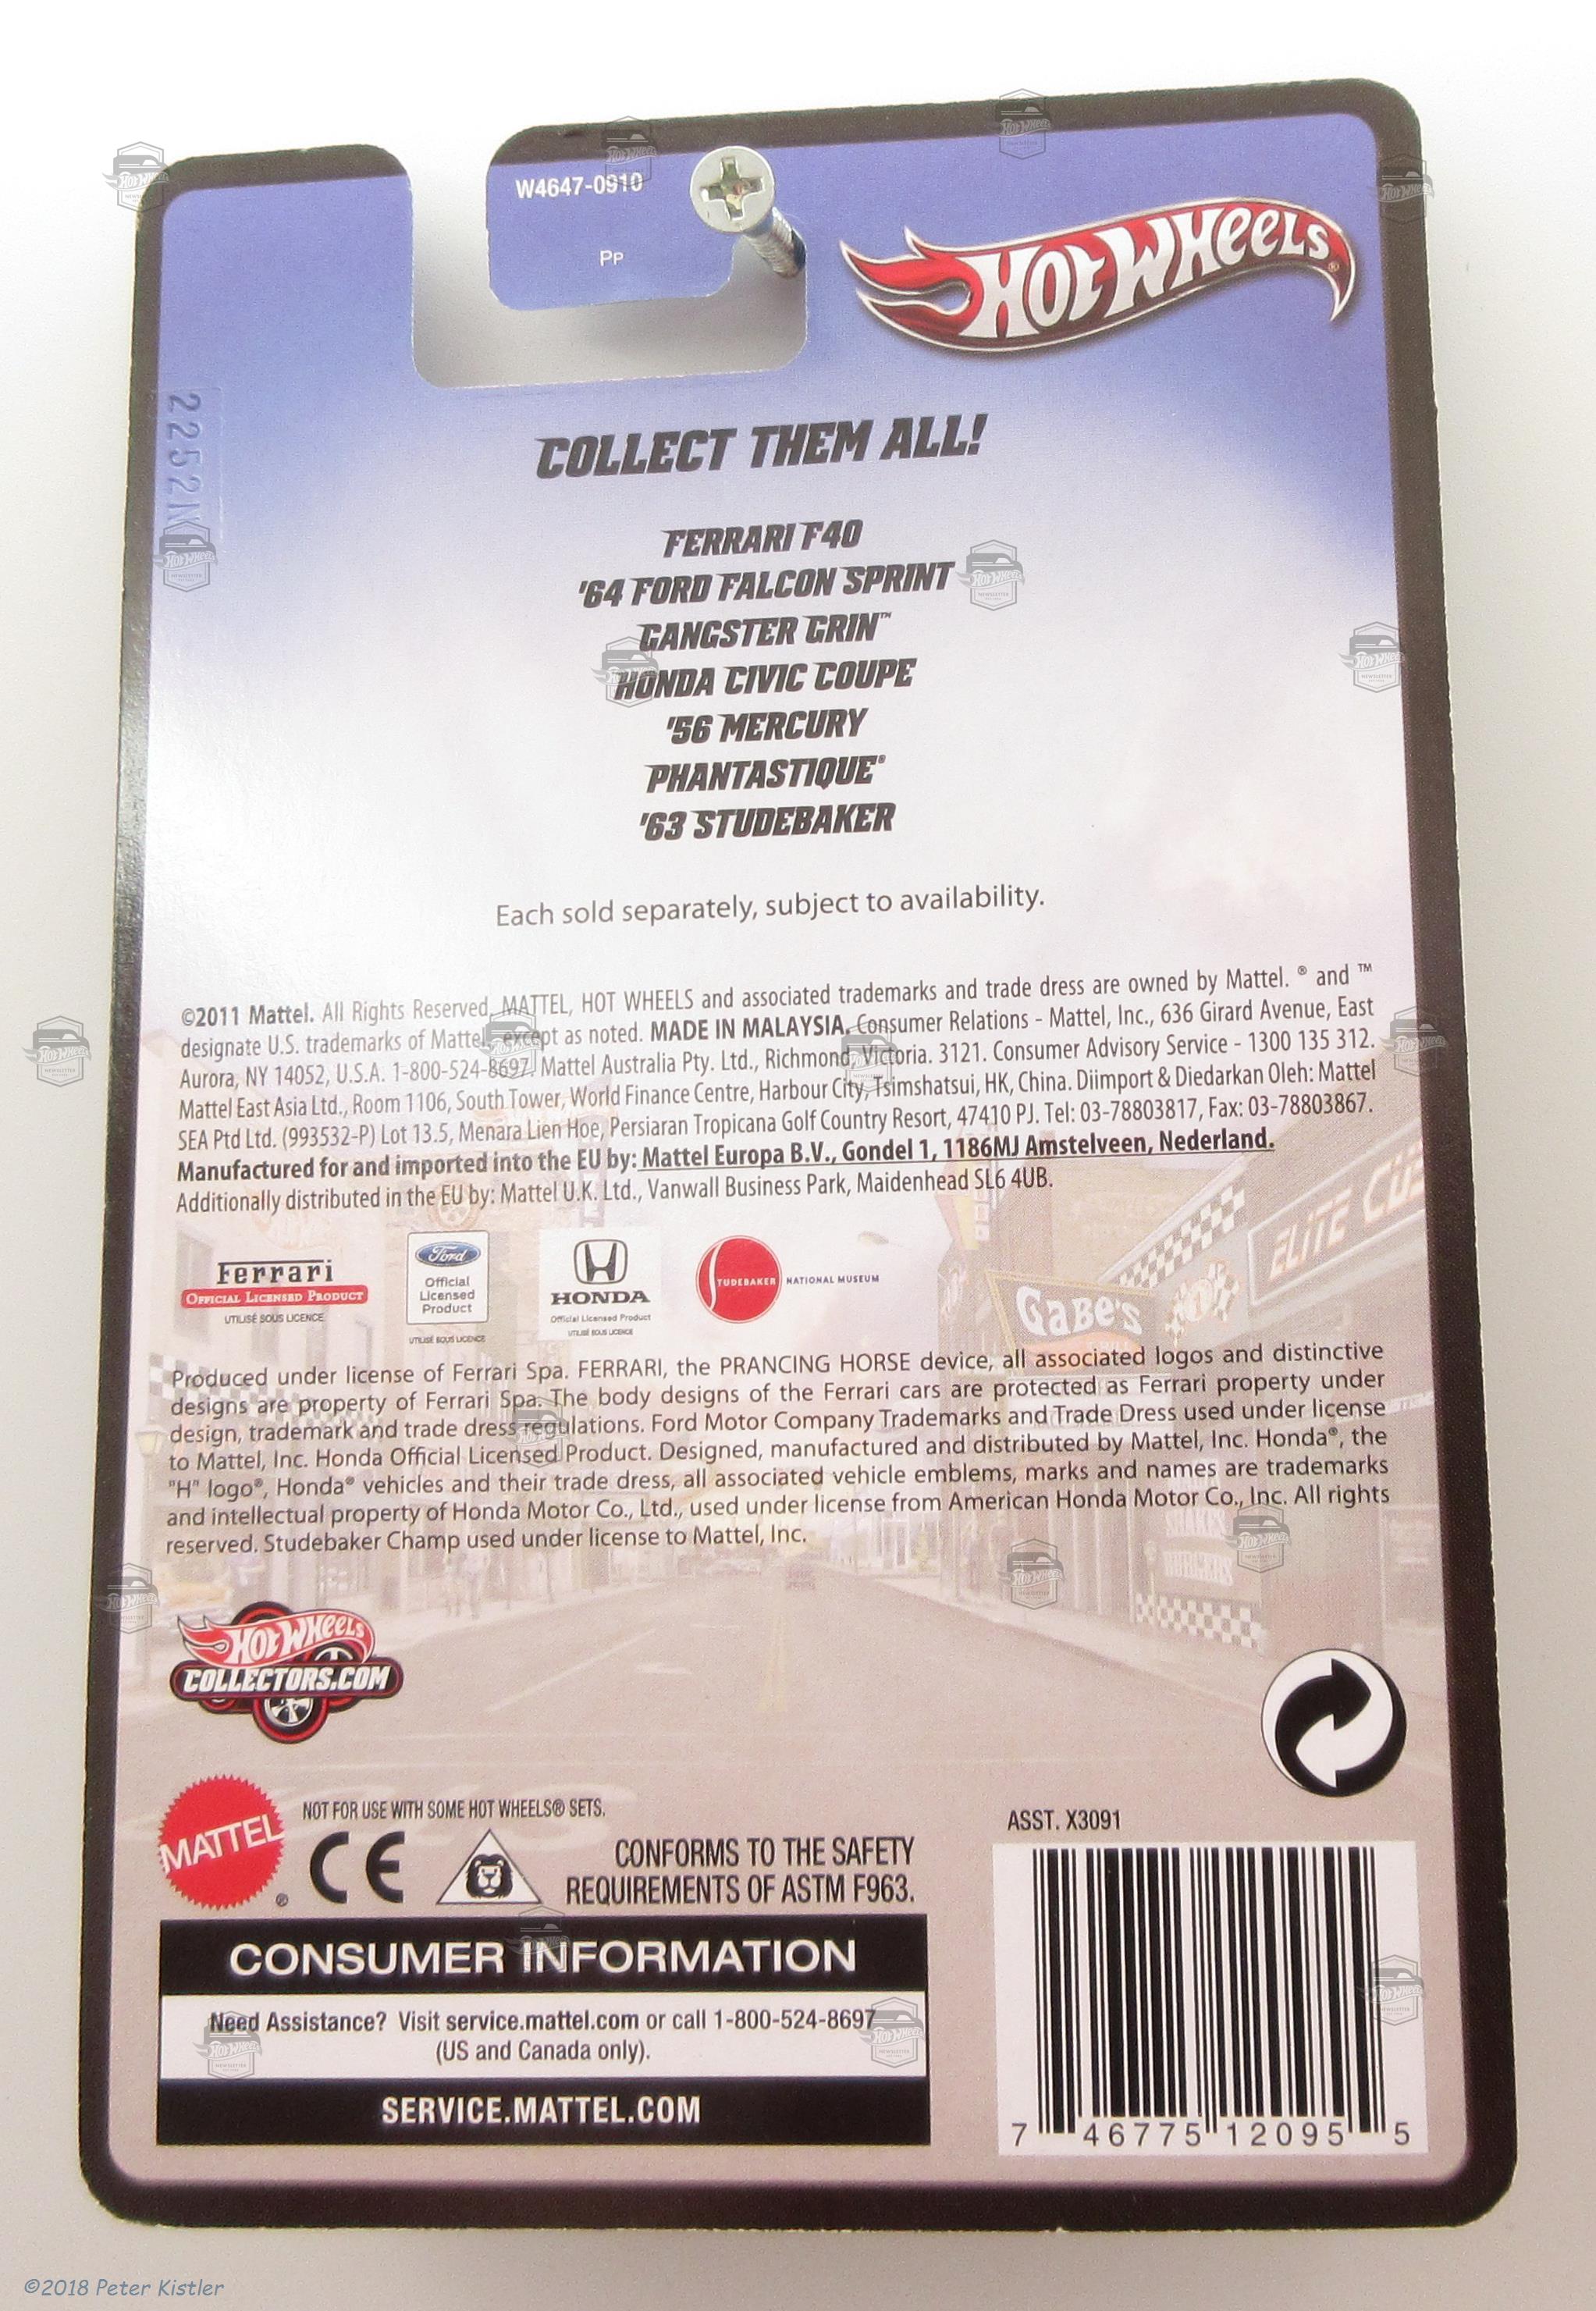 W4647-0910
Pp
HOT WHEELS®
2252
COLLECT THEM ALL!
FERRARI F40
'64 FORD FALCON SPRINT
GANGSTER GRIN™
HONDA CIVIC COUPE
'56 MERCURY
PHANTASTIQUE®
'63 STUDEBAKER
Each sold separately, subject to availability.
©2011 Mattel. All Rights Reserved. MATTEL, HOT WHEELS and associated trademarks and trade dress are owned by Mattel. ® and ™
designate U.S. trademarks of Mattel, except as noted. MADE IN MALAYSIA. Consumer Relations - Mattel, Inc., 636 Girard Avenue, East
Aurora, NY 14052, U.S.A. 1-800-524-8697. Mattel Australia Pty. Ltd., Richmond, Victoria. 3121. Consumer Advisory Service - 1300 135 312.
Mattel East Asia Ltd., Room 1106, South Tower, World Finance Centre, Harbour City, Tsimshatsui, HK, China. Diimport & Diedarkan Oleh: Mattel
SEA Ptd Ltd. (993532-P) Lot 13.5, Menara Lien Hoe, Persiaran Tropicana Golf Country Resort, 47410 PJ. Tel: 03-78803817, Fax: 03-78803867.
Manufactured for and imported into the EU by: Mattel Europa B.V., Gondel 1, 1186MJ Amstelveen, Nederland.
Additionally distributed in the EU by: Mattel U.K. Ltd., Vanwall Business Park, Maidenhead SL6 4UB.
ELITE
Ferrari
OFFICIAL LICENSED PRODUCT
UTILISÉ SOUS LICENCE
Ford
Official
Licensed
Product
UTILISÉ SOUS LICENCE
HONDA
Official Licensed Product
UTILISÉ SOUS LICENCE
STUDEBAKER NATIONAL MUSEUM
GABE'S
Produced under license of Ferrari Spa. FERRARI, the PRANCING HORSE device, all associated logos and distinctive
designs are property of Ferrari Spa. The body designs of the Ferrari cars are protected as Ferrari property under
design, trademark and trade dress regulations. Ford Motor Company Trademarks and Trade Dress used under license
to Mattel, Inc. Honda Official Licensed Product. Designed, manufactured and distributed by Mattel, Inc. Honda®, the
"H" logo®, Honda® vehicles and their trade dress, all associated vehicle emblems, marks and names are trademarks
and intellectual property of Honda Motor Co., Ltd., used under license from American Honda Motor Co., Inc. All rights
reserved. Studebaker Champ used under license to Mattel, Inc.
SHAKES
BURGERS
HOT WHEELS
COLLECTORS.COM
MATTEL®
NOT FOR USE WITH SOME HOT WHEELS® SETS.
CE
CONFORMS TO THE SAFETY
REQUIREMENTS OF ASTM F963.
ASST. X3091
CONSUMER INFORMATION
Need Assistance? Visit service.mattel.com or call 1-800-524-8697
(US and Canada only).
SERVICE.MATTEL.COM
7 46775 12095 5
©2018 Peter Kistler